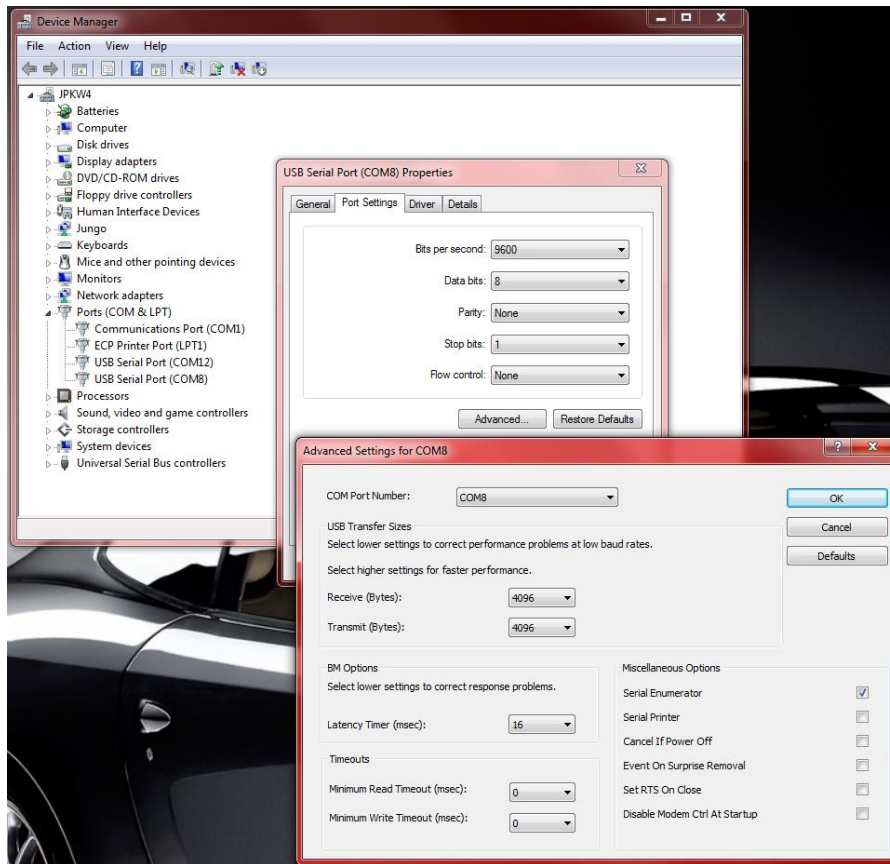 Device Manager
File Action View Help
JPKW4
Batteries
Computer
Disk drives
Display adapters
DVD/CD-ROM drives
Floppy drive controllers
Human Interface Devices
Jungo
Keyboards
Mice and other pointing devices
Monitors
Network adapters
Ports (COM & LPT)
Communications Port (COM1)
ECP Printer Port (LPT1)
USB Serial Port (COM12)
USB Serial Port (COM8)
Processors
Sound, video and game controllers
Storage controllers
System devices
Universal Serial Bus controllers
USB Serial Port (COM8) Properties
General Port Settings Driver Details
Bits per second: 9600
Data bits: 8
Parity: None
Stop bits: 1
Flow control: None
Advanced... Restore Defaults
Advanced Settings for COM8
COM Port Number: COM8
OK
Cancel
Defaults
USB Transfer Sizes
Select lower settings to correct performance problems at low baud rates.
Select higher settings for faster performance.
Receive (Bytes): 4096
Transmit (Bytes): 4096
BM Options
Select lower settings to correct response problems.
Latency Timer (msec): 16
Timeouts
Minimum Read Timeout (msec): 0
Minimum Write Timeout (msec): 0
Miscellaneous Options
Serial Enumerator
Serial Printer
Cancel If Power Off
Event On Surprise Removal
Set RTS On Close
Disable Modem Ctrl At Startup